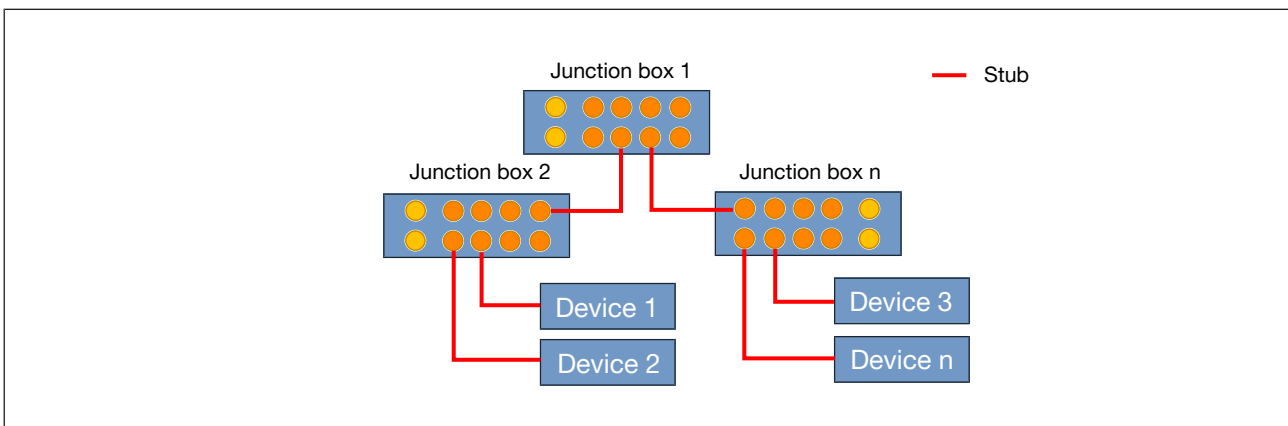 Junction box 1
Stub
Junction box 2
Junction box n
Device 1
Device 3
Device 2
Device n